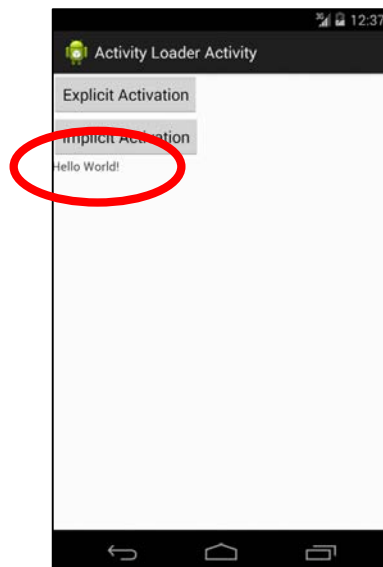 12:37
Activity Loader Activity
Explicit Activation
Implicit Activation
Hello World!